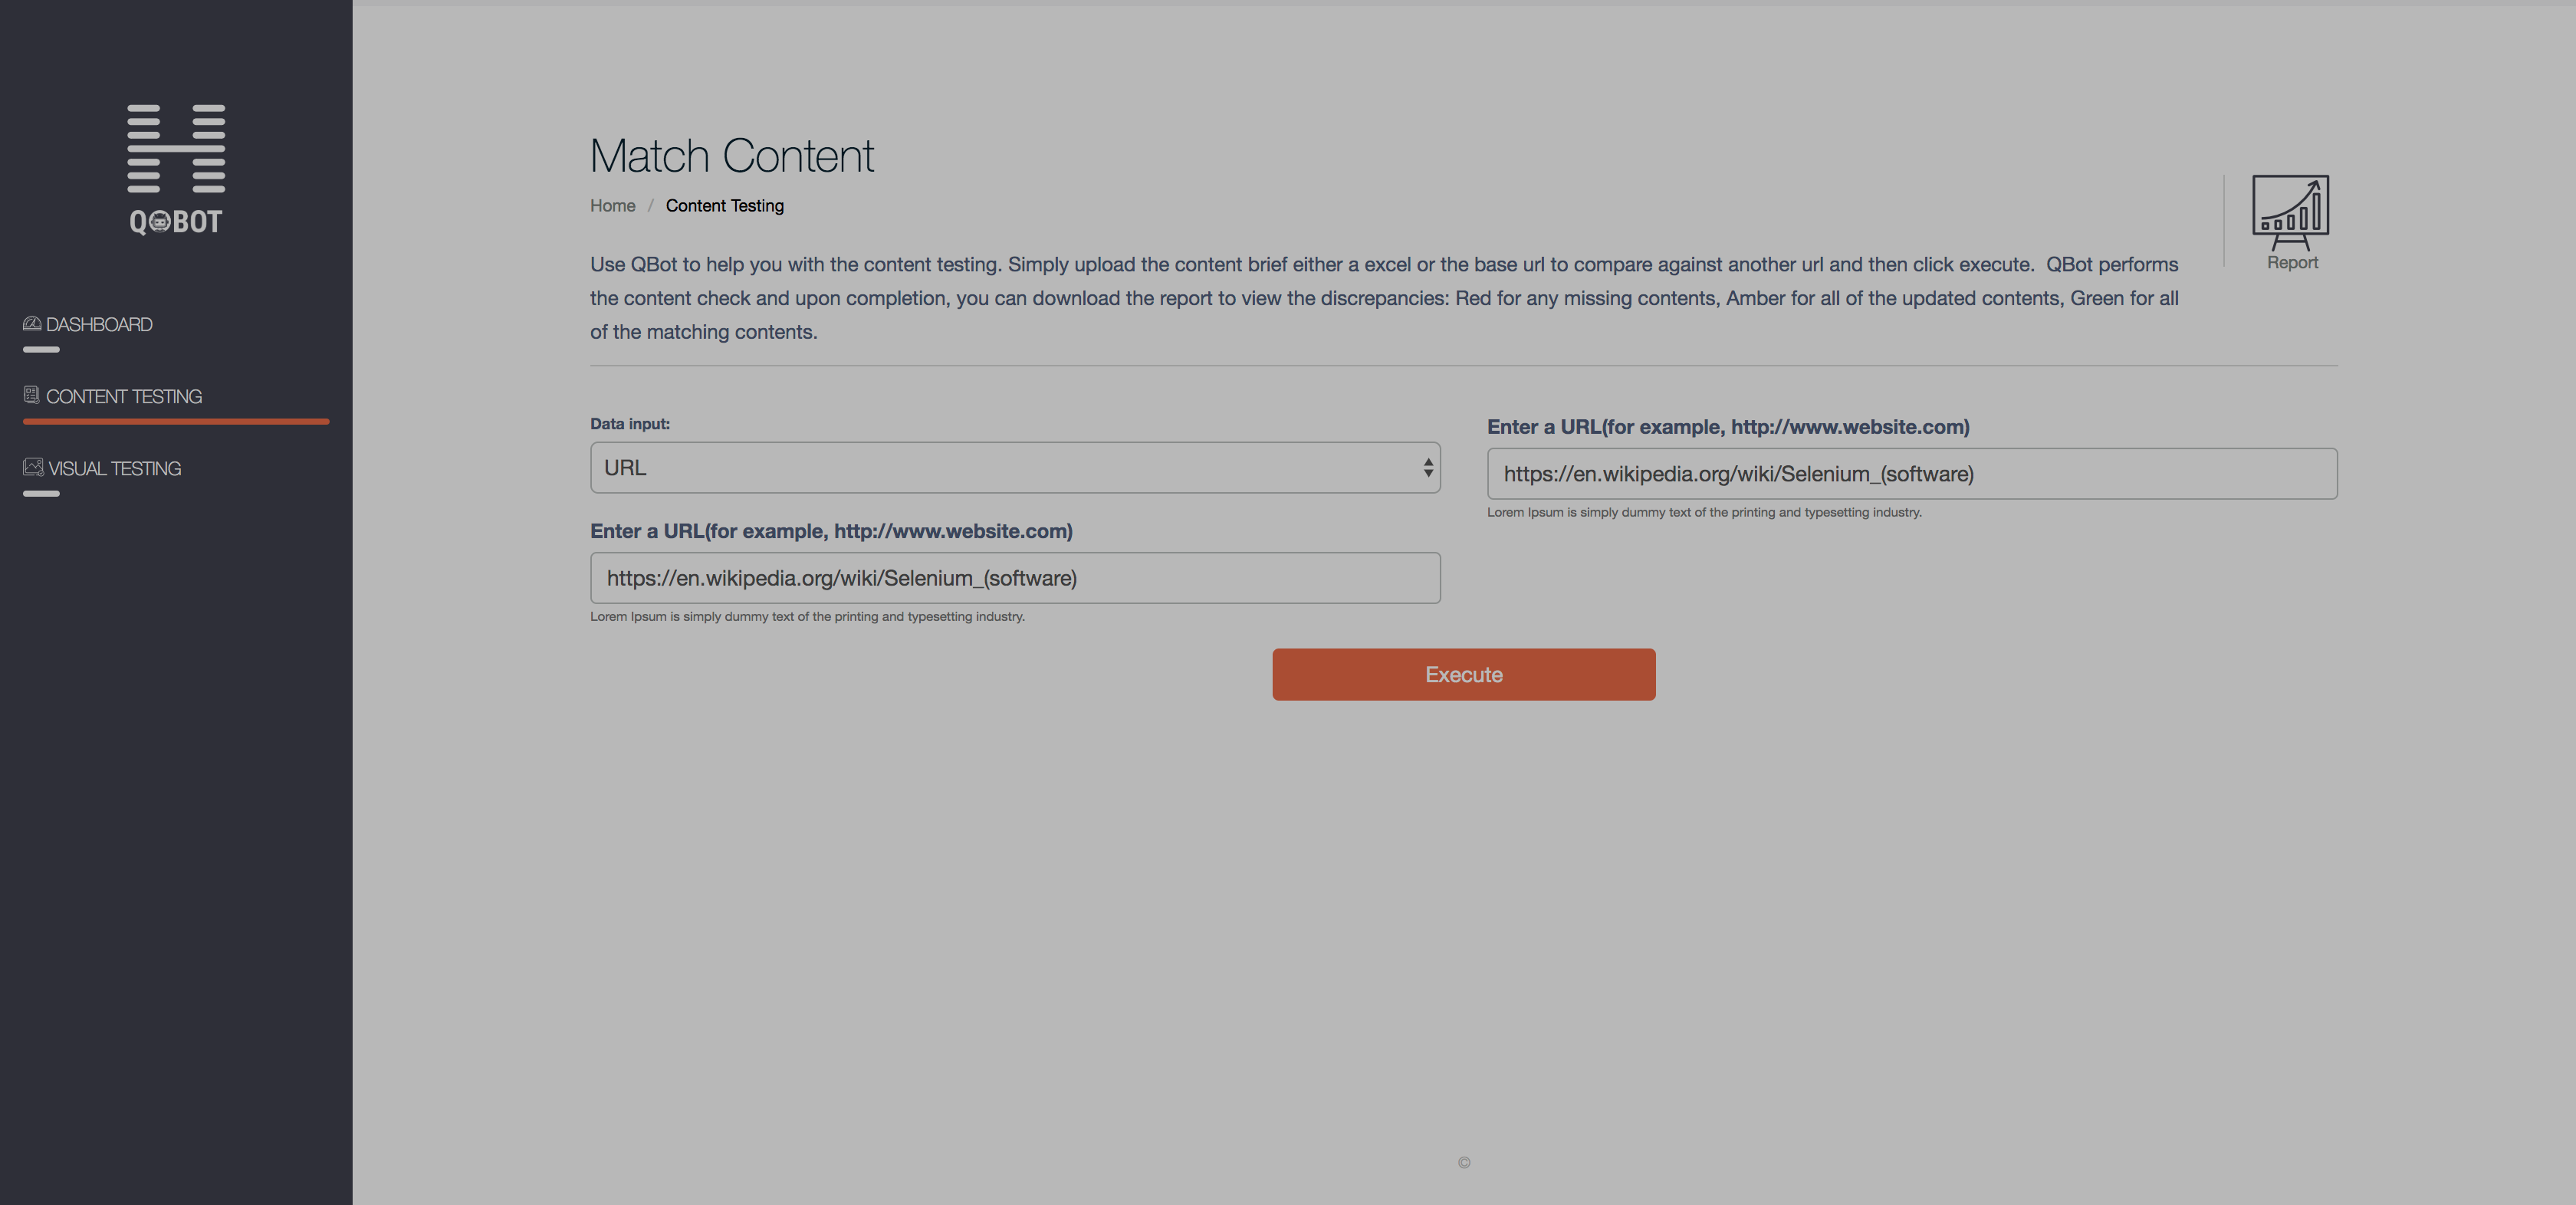 QBOT
DASHBOARD
CONTENT TESTING
VISUAL TESTING
Match Content
Home / Content Testing
Use QBot to help you with the content testing. Simply upload the content brief either a excel or the base url to compare against another url and then click execute.  QBot performs
the content check and upon completion, you can download the report to view the discrepancies: Red for any missing contents, Amber for all of the updated contents, Green for all
of the matching contents.
Report
Data input:
URL
Enter a URL(for example, http://www.website.com)
https://en.wikipedia.org/wiki/Selenium_(software)
Lorem Ipsum is simply dummy text of the printing and typesetting industry.
Enter a URL(for example, http://www.website.com)
https://en.wikipedia.org/wiki/Selenium_(software)
Lorem Ipsum is simply dummy text of the printing and typesetting industry.
Execute
©